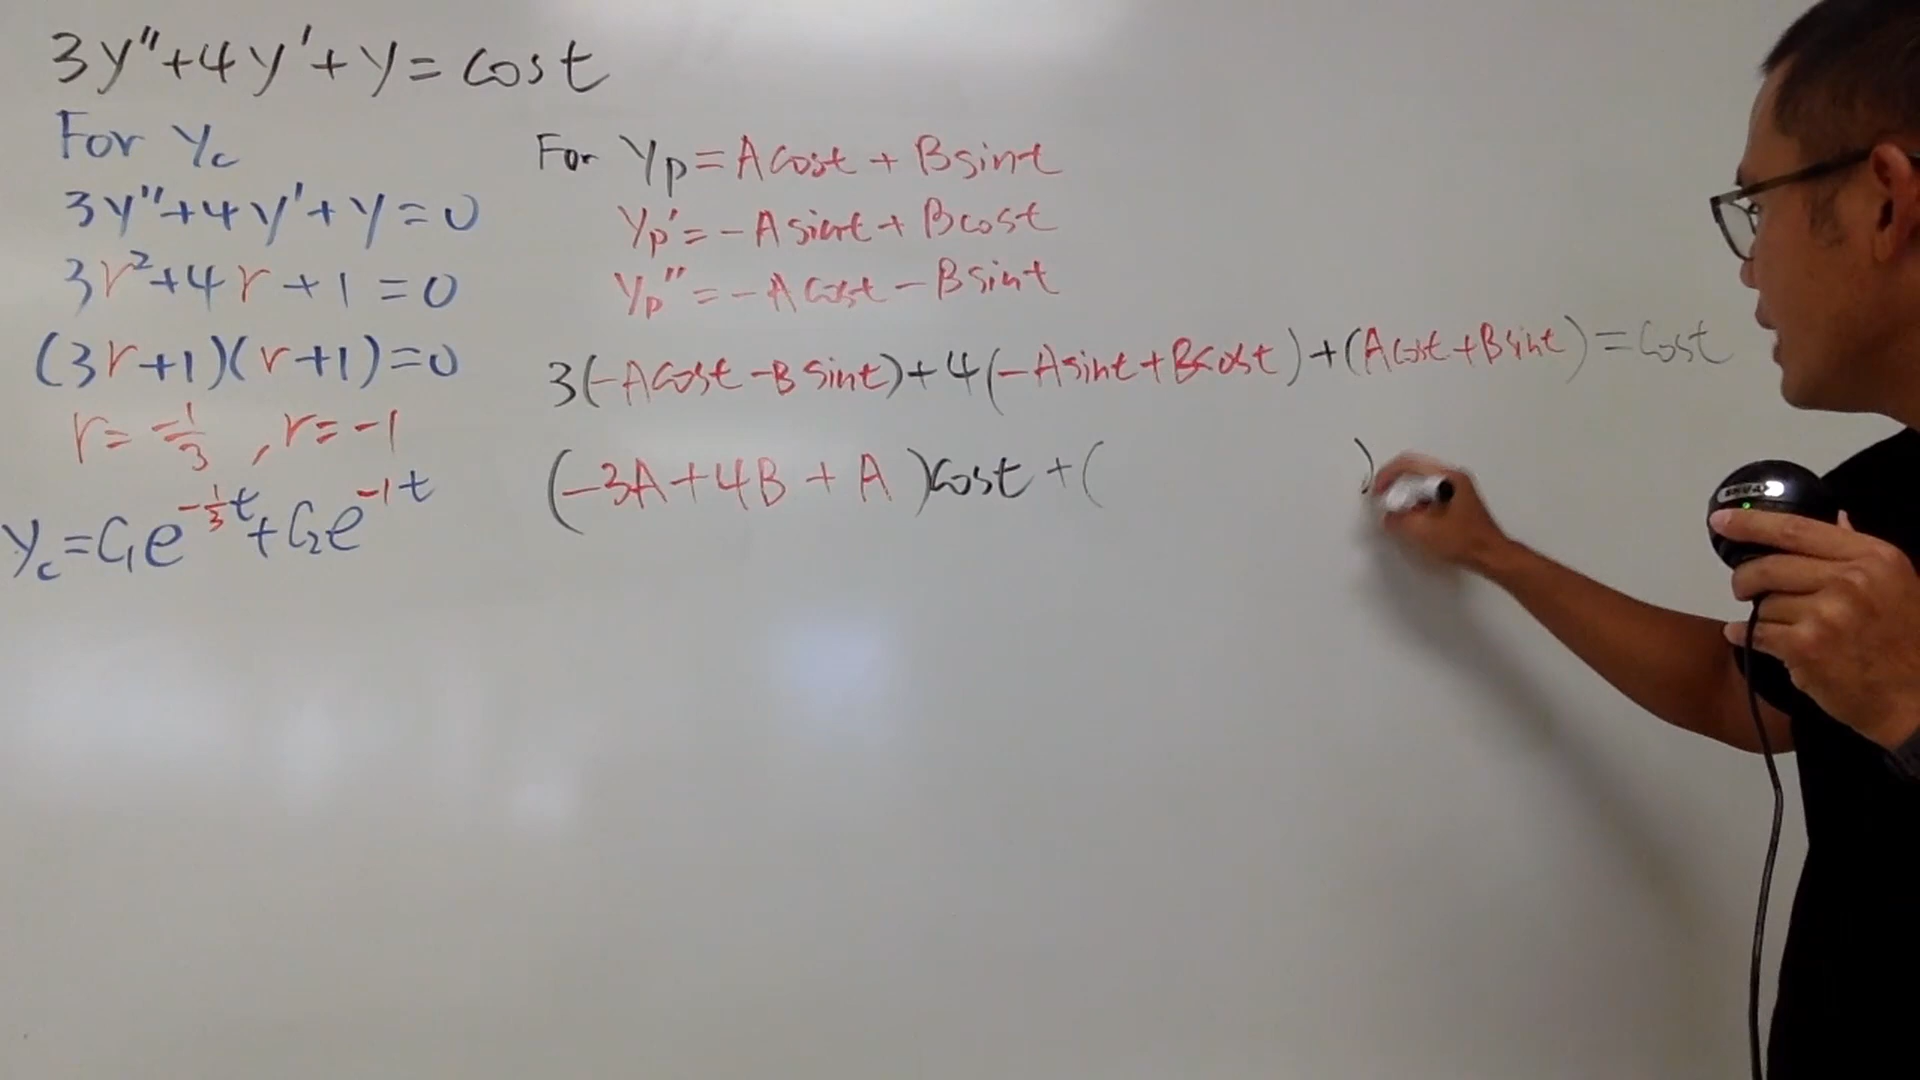 3y''+4y'+y=cost
For yc
3y''+4y'+y=0
3r²+4r+1=0
(3r+1)(r+1)=0
r=-1/3, r=-1
yc=C₁e^(-1/3 t)+C₂e^(-1t)
For yp=Acost+Bsint
yp'=-Asint+Bcost
yp''=-Acost-Bsint
3(-Acost-Bsint)+4(-Asint+Bcost)+(Acost+Bsint)=cost
(-3A+4B+A)cost+( )